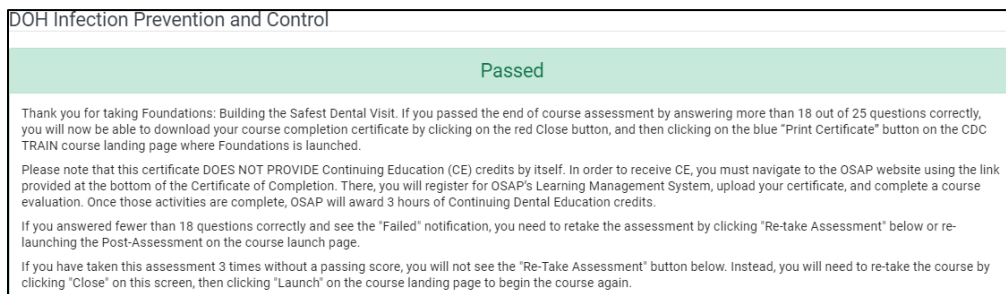 DOH Infection Prevention and Control
Passed
Thank you for taking Foundations: Building the Safest Dental Visit. If you passed the end of course assessment by answering more than 18 out of 25 questions correctly,
you will now be able to download your course completion certificate by clicking on the red Close button, and then clicking on the blue “Print Certificate” button on the CDC
TRAIN course landing page where Foundations is launched.
Please note that this certificate DOES NOT PROVIDE Continuing Education (CE) credits by itself. In order to receive CE, you must navigate to the OSAP website using the link
provided at the bottom of the Certificate of Completion. There, you will register for OSAP's Learning Management System, upload your certificate, and complete a course
evaluation. Once those activities are complete, OSAP will award 3 hours of Continuing Dental Education credits.
If you answered fewer than 18 questions correctly and see the "Failed" notification, you need to retake the assessment by clicking "Re-take Assessment" below or re-
launching the Post-Assessment on the course launch page.
If you have taken this assessment 3 times without a passing score, you will not see the "Re-Take Assessment" button below. Instead, you will need to re-take the course by
clicking "Close" on this screen, then clicking "Launch" on the course landing page to begin the course again.